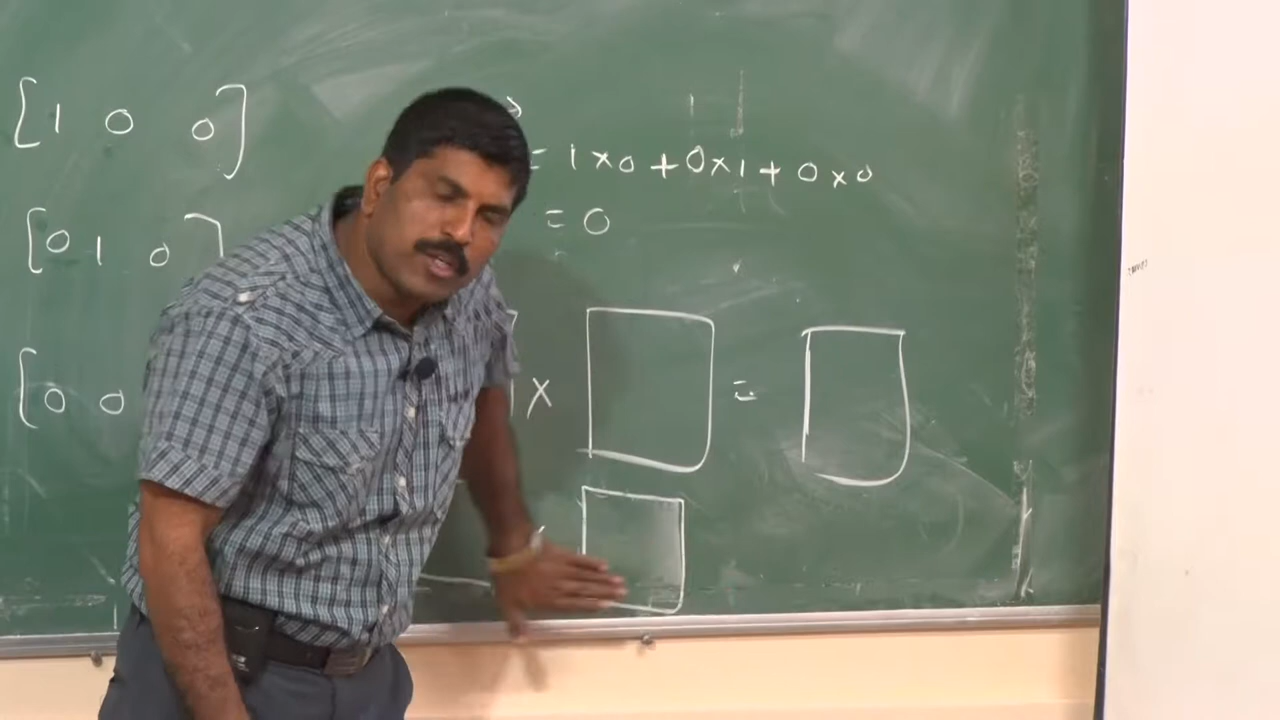 [1 0 0]
= 1×0+0×1+0×0
[0 1 0]
= 0
[0 0
× =